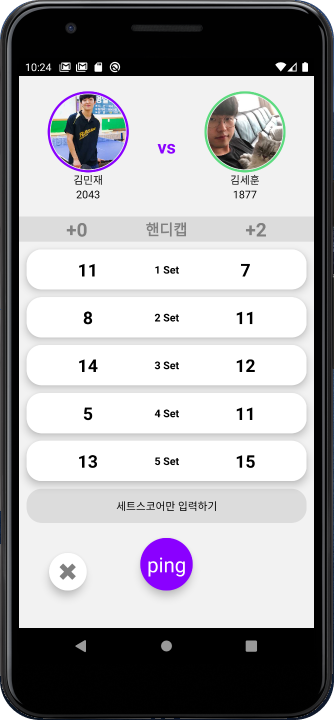 10:24
vs
김민재 김세훈
2043 1877
+0 핸디캡 +2
11 1 Set 7
8 2 Set 11
14 3 Set 12
5 4 Set 11
13 5 Set 15
세트스코어만 입력하기
ping